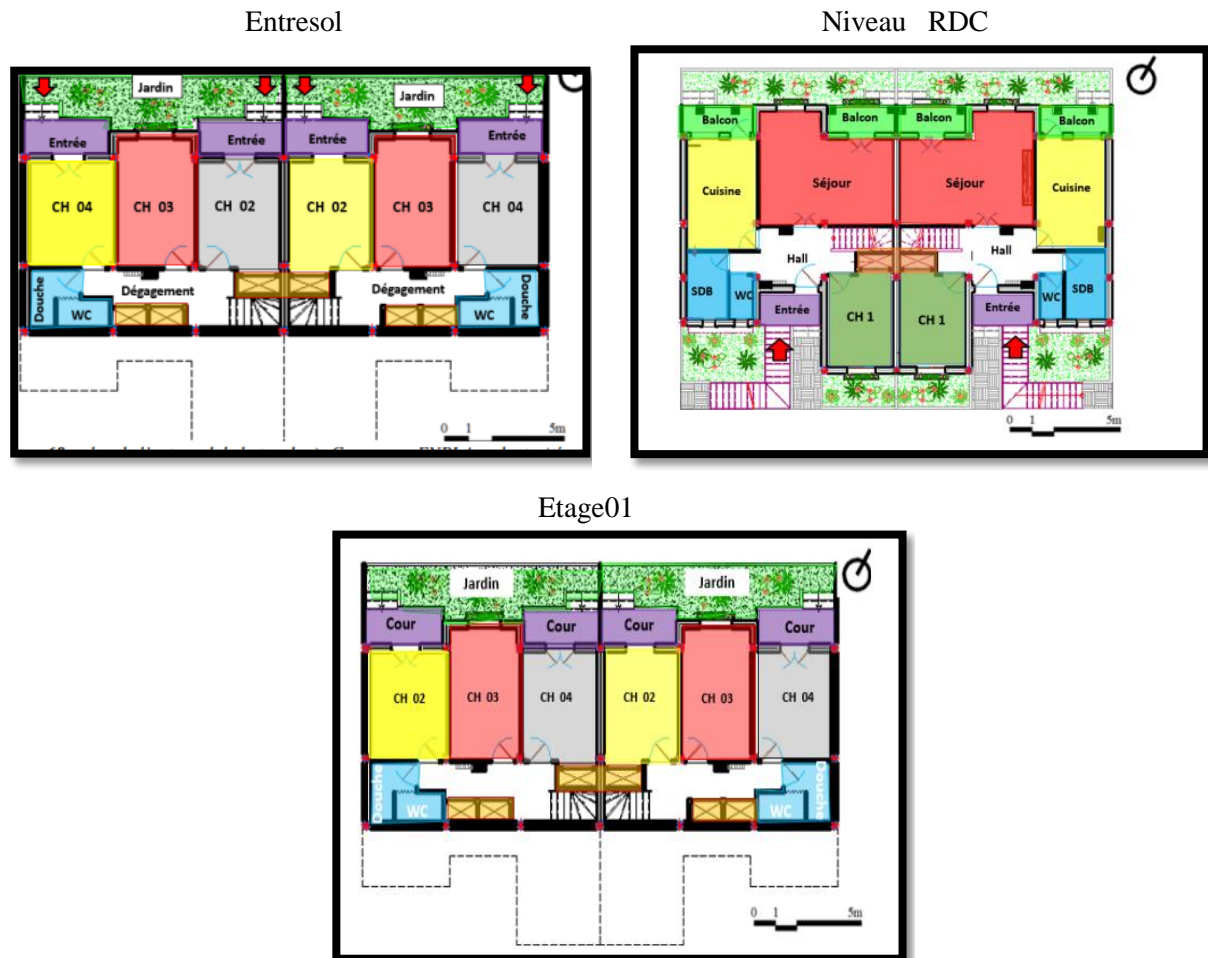 Entresol
Niveau RDC
Jardin
Jardin
Entrée
Entrée
Entrée
Entrée
CH 04
CH 03
CH 02
CH 02
CH 03
CH 04
Douche
WC
Dégagement
Dégagement
WC
Douche
0 1 5m
Balcon
Balcon
Balcon
Balcon
Cuisine
Séjour
Séjour
Cuisine
Hall
Hall
SDB
WC
WC
SDB
Entrée
CH 1
CH 1
Entrée
0 1 5m
Etage01
Jardin
Jardin
Cour
Cour
Cour
Cour
CH 02
CH 03
CH 04
CH 02
CH 03
CH 04
Douche
WC
WC
Douche
0 1 5m